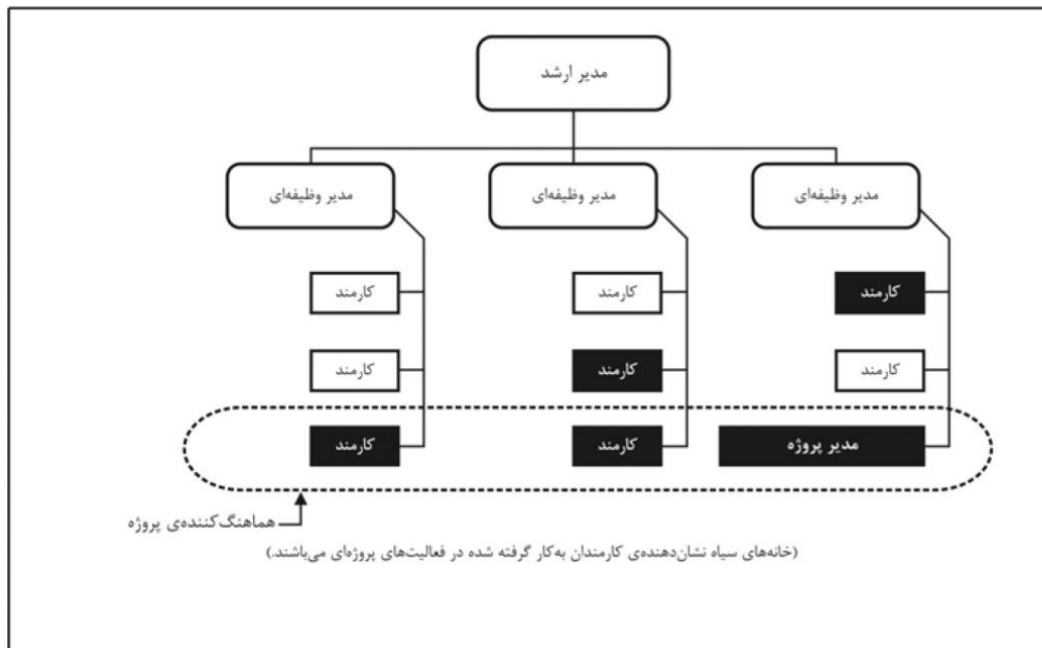 مدیر ارشد
مدیر وظیفه‌ای
مدیر وظیفه‌ای
مدیر وظیفه‌ای
کارمند
کارمند
کارمند
کارمند
کارمند
کارمند
مدیر پروژه
کارمند
کارمند
هماهنگ‌کننده‌ی پروژه
(خانه‌های سیاه نشان‌دهنده‌ی کارمندان به‌کار گرفته شده در فعالیت‌های پروژه‌ای می‌باشند.)